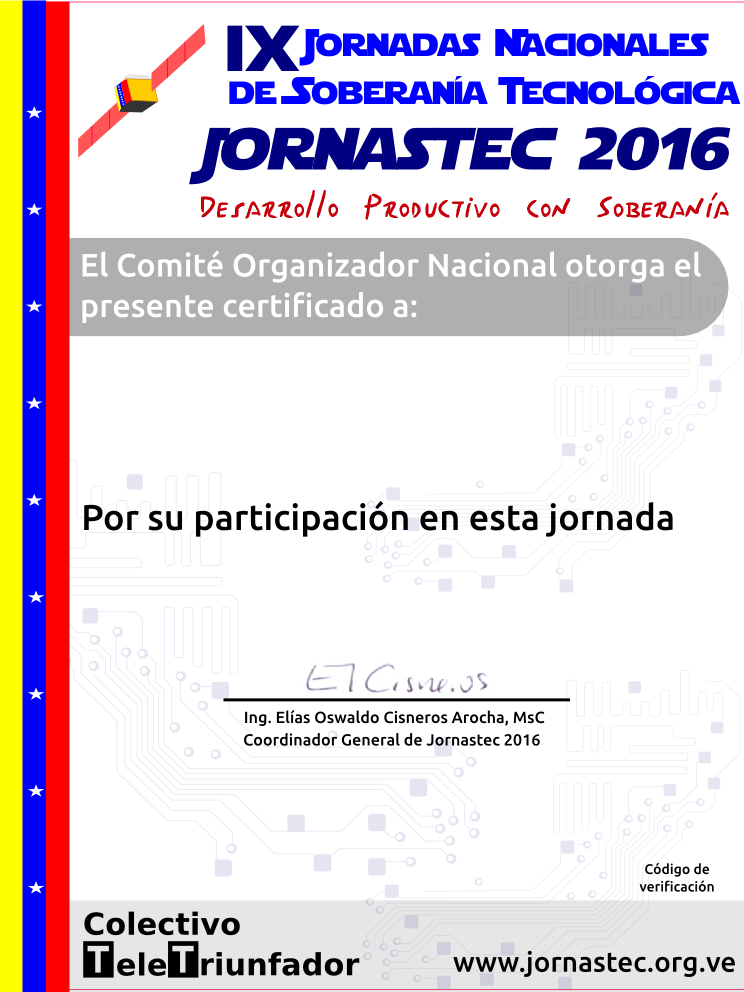 IX JORNADAS NACIONALES
DE SOBERANÍA TECNOLÓGICA
JORNASTEC 2016
DESARROLLO PRODUCTIVO CON SOBERANÍA
El Comité Organizador Nacional otorga el
presente certificado a:
Por su participación en esta jornada
Ing. Elías Oswaldo Cisneros Arocha, MsC
Coordinador General de Jornastec 2016
Código de
verificación
Colectivo
TeleTriunfador
www.jornastec.org.ve